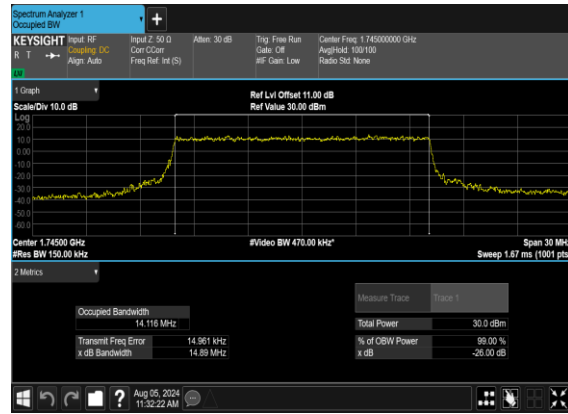 Spectrum Analyzer 1
Occupied BW
+
KEYSIGHT Input: RF Input Z: 50 Ω Atten: 30 dB Trig: Free Run Center Freq: 1.745000000 GHz
R T Coupling: DC Corr CCorr Gate: Off Avg|Hold: 100/100
Align: Auto Freq Ref: Int (S) #IF Gain: Low Radio Std: None
LXI
1 Graph Ref Lvl Offset 11.00 dB
Scale/Div 10.0 dB Ref Value 30.00 dBm
Log
20.0
10.0
0.00
-10.0
-20.0
-30.0
-40.0
-50.0
-60.0
Center 1.74500 GHz #Video BW 470.00 kHz* Span 30 MHz
#Res BW 150.00 kHz Sweep 1.67 ms (1001 pts
2 Metrics
Measure Trace Trace 1
Occupied Bandwidth
14.116 MHz Total Power 30.0 dBm
Transmit Freq Error 14.961 kHz % of OBW Power 99.00 %
x dB Bandwidth 14.89 MHz x dB -26.00 dB
? Aug 05, 2024
11:32:22 AM